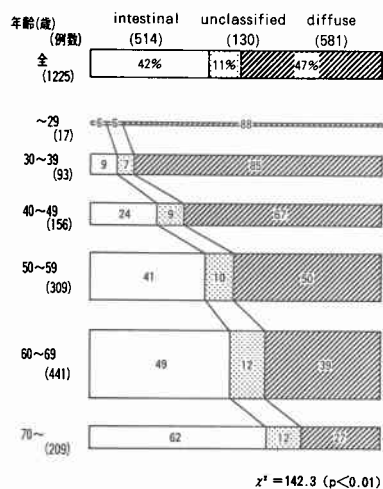 年齢(歳) intestinal unclassified diffuse
(例数) (514) (130) (581)
全 42% 11% 47%
(1225)
~29 6 6 88
(17)
30~39 9 7 85
(93)
40~49 24 9 67
(156)
50~59 41 10 50
(309)
60~69 49 12 39
(441)
70~ 62 12 27
(209)
χ² =142.3 (p<0.01)